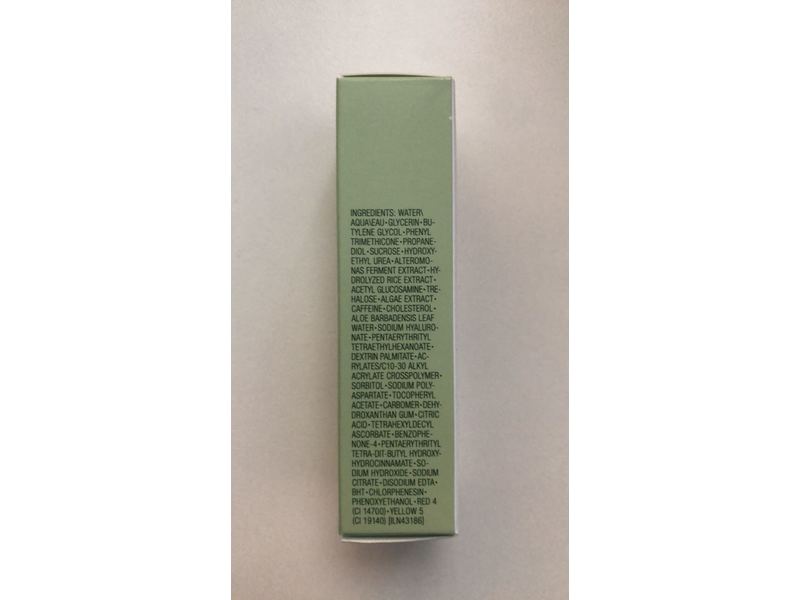 INGREDIENTS: WATER\
AQUA\EAU•GLYCERIN•BU-
TYLENE GLYCOL•PHENYL
TRIMETHICONE•PROPANE-
DIOL•SUCROSE•HYDROXY-
ETHYL UREA•ALTEROMO-
NAS FERMENT EXTRACT•HY-
DROLYZED RICE EXTRACT•
ACETYL GLUCOSAMINE•TRE-
HALOSE•ALGAE EXTRACT•
CAFFEINE•CHOLESTEROL•
ALOE BARBADENSIS LEAF
WATER•SODIUM HYALURO-
NATE•PENTAERYTHRITYL
TETRAETHYLHEXANOATE•
DEXTRIN PALMITATE•AC-
RYLATES/C10-30 ALKYL
ACRYLATE CROSSPOLYMER•
SORBITOL•SODIUM POLY-
ASPARTATE•TOCOPHERYL
ACETATE•CARBOMER•DEHY-
DROXANTHAN GUM•CITRIC
ACID•TETRAHEXYLDECYL
ASCORBATE•BENZOPHE-
NONE-4•PENTAERYTHRITYL
TETRA-DIT-BUTYL HYDROXY-
HYDROCINNAMATE•SO-
DIUM HYDROXIDE•SODIUM
CITRATE•DISODIUM EDTA•
BHT•CHLORPHENESIN•
PHENOXYETHANOL•RED 4
(CI 14700)•YELLOW 5
(CI 19140) [ILN43186]